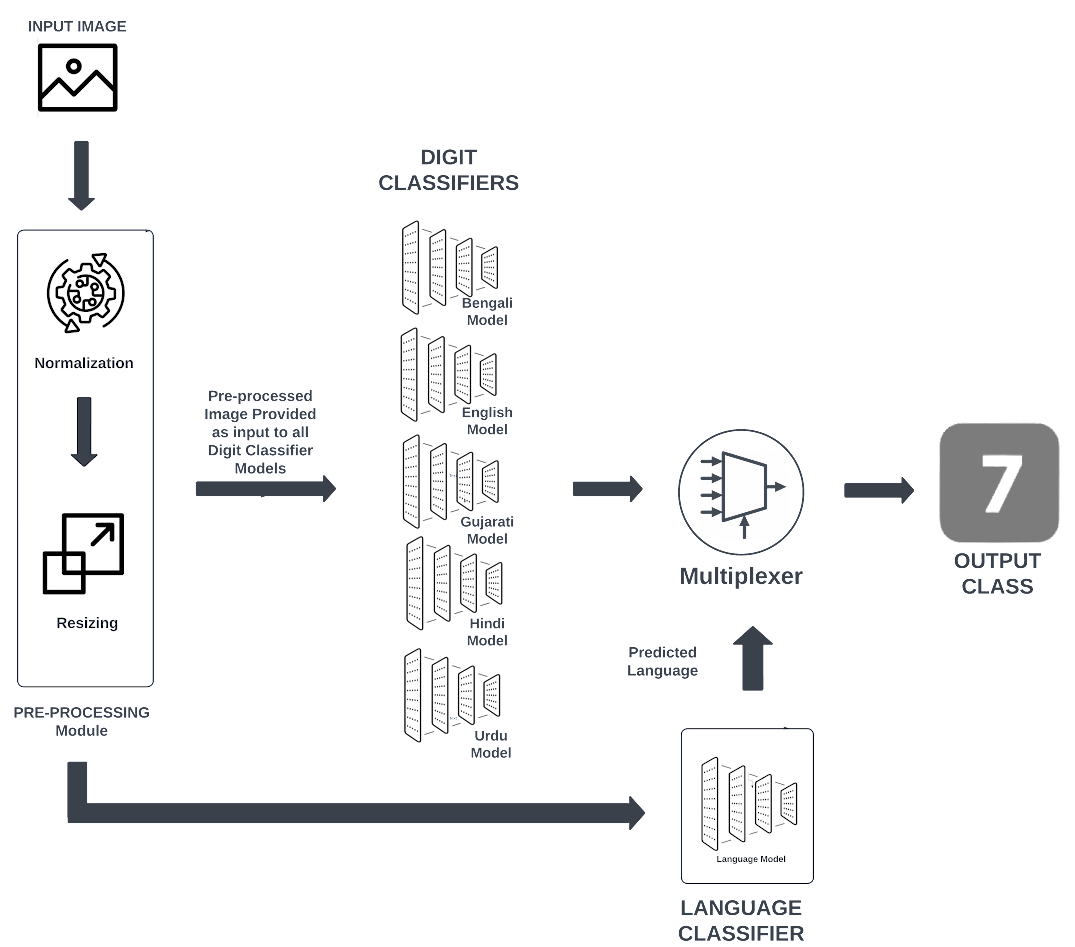 INPUT IMAGE
Normalization
Resizing
PRE-PROCESSING
Module
Pre-processed
Image Provided
as input to all
Digit Classifier
Models
DIGIT
CLASSIFIERS
Bengali
Model
English
Model
Gujarati
Model
Hindi
Model
Urdu
Model
Multiplexer
Predicted
Language
Language Model
LANGUAGE
CLASSIFIER
7
OUTPUT
CLASS